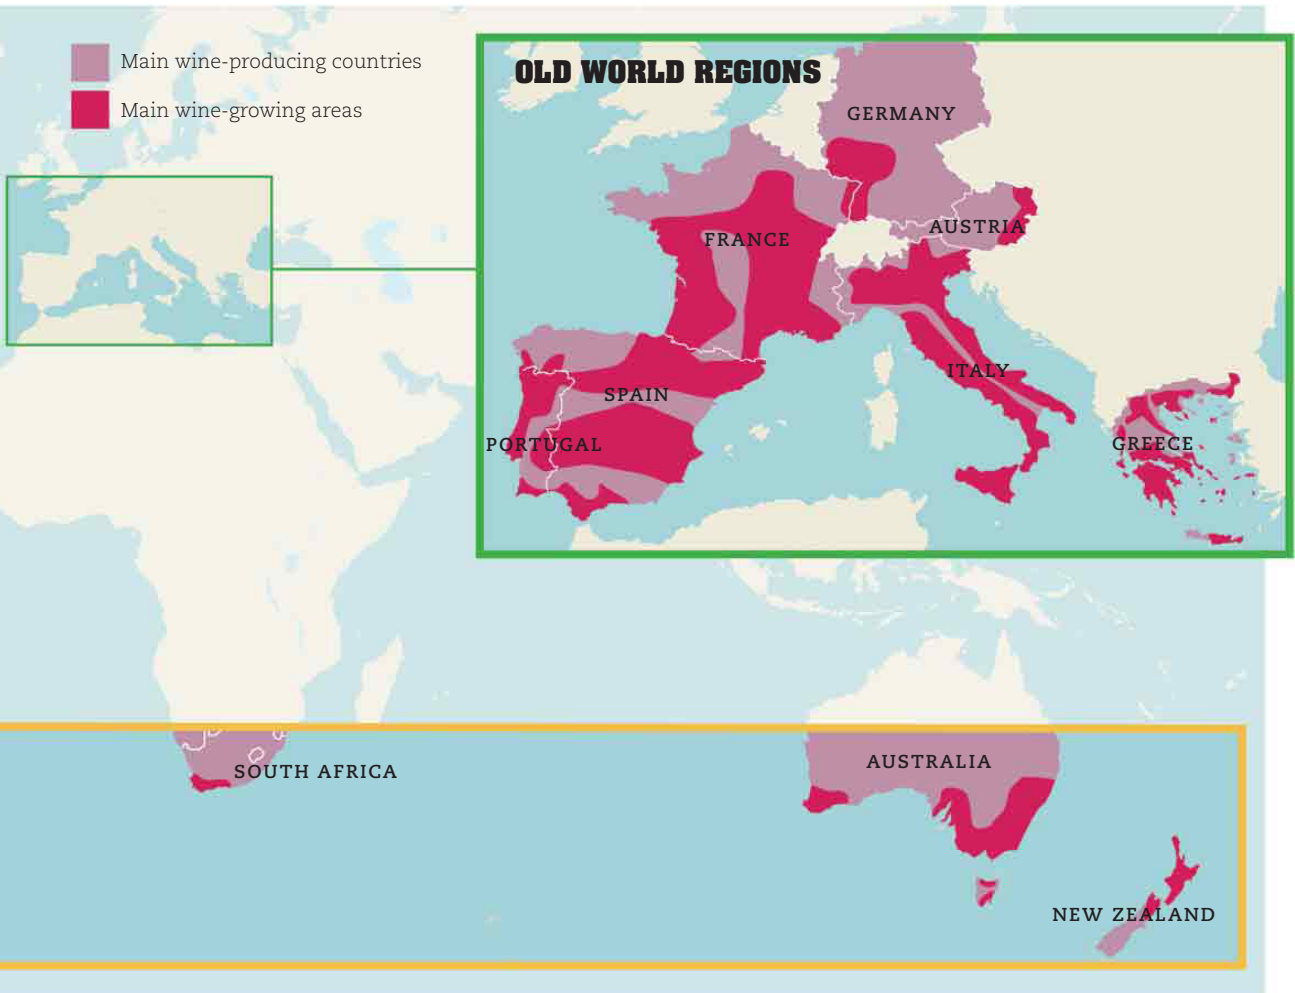 Main wine-producing countries
Main wine-growing areas
OLD WORLD REGIONS
GERMANY
AUSTRIA
FRANCE
ITALY
SPAIN
PORTUGAL
GREECE
SOUTH AFRICA
AUSTRALIA
NEW ZEALAND